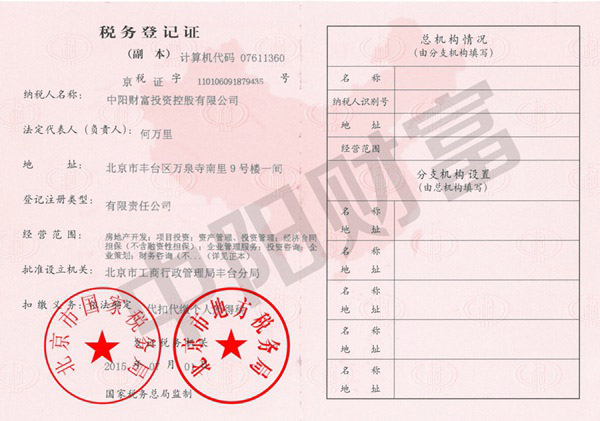 税务登记证
(副 本) 计算机代码 07611360
京 税 证 字 110106091879435 号
纳税人名称: 中阳财富投资控股有限公司
法定代表人(负责人): 何万里
地 址: 北京市丰台区万泉寺南里9号楼一间
登记注册类型: 有限责任公司
经 营 范 围: 房地产开发;项目投资;资产管理、投资管理;经济合同
担保(不含融资性担保);企业管理服务;投资咨询;企
业策划;财务咨询(不...(详见正本)
批准设立机关: 北京市工商行政管理局丰台分局
扣 缴 义 务: 依法确定 代扣代缴个人所得税
发证税务机关
2015 年 07 月 01 日
国家税务总局监制
北京市国家税务局
北京市地方税务局
总机构情况
(由分支机构填写)
名 称
纳税人识别号
地 址
经营范围
分支机构设置
(由总机构填写)
名 称
地 址
名 称
地 址
名 称
地 址
名 称
地 址
名 称
地 址
中阳财富